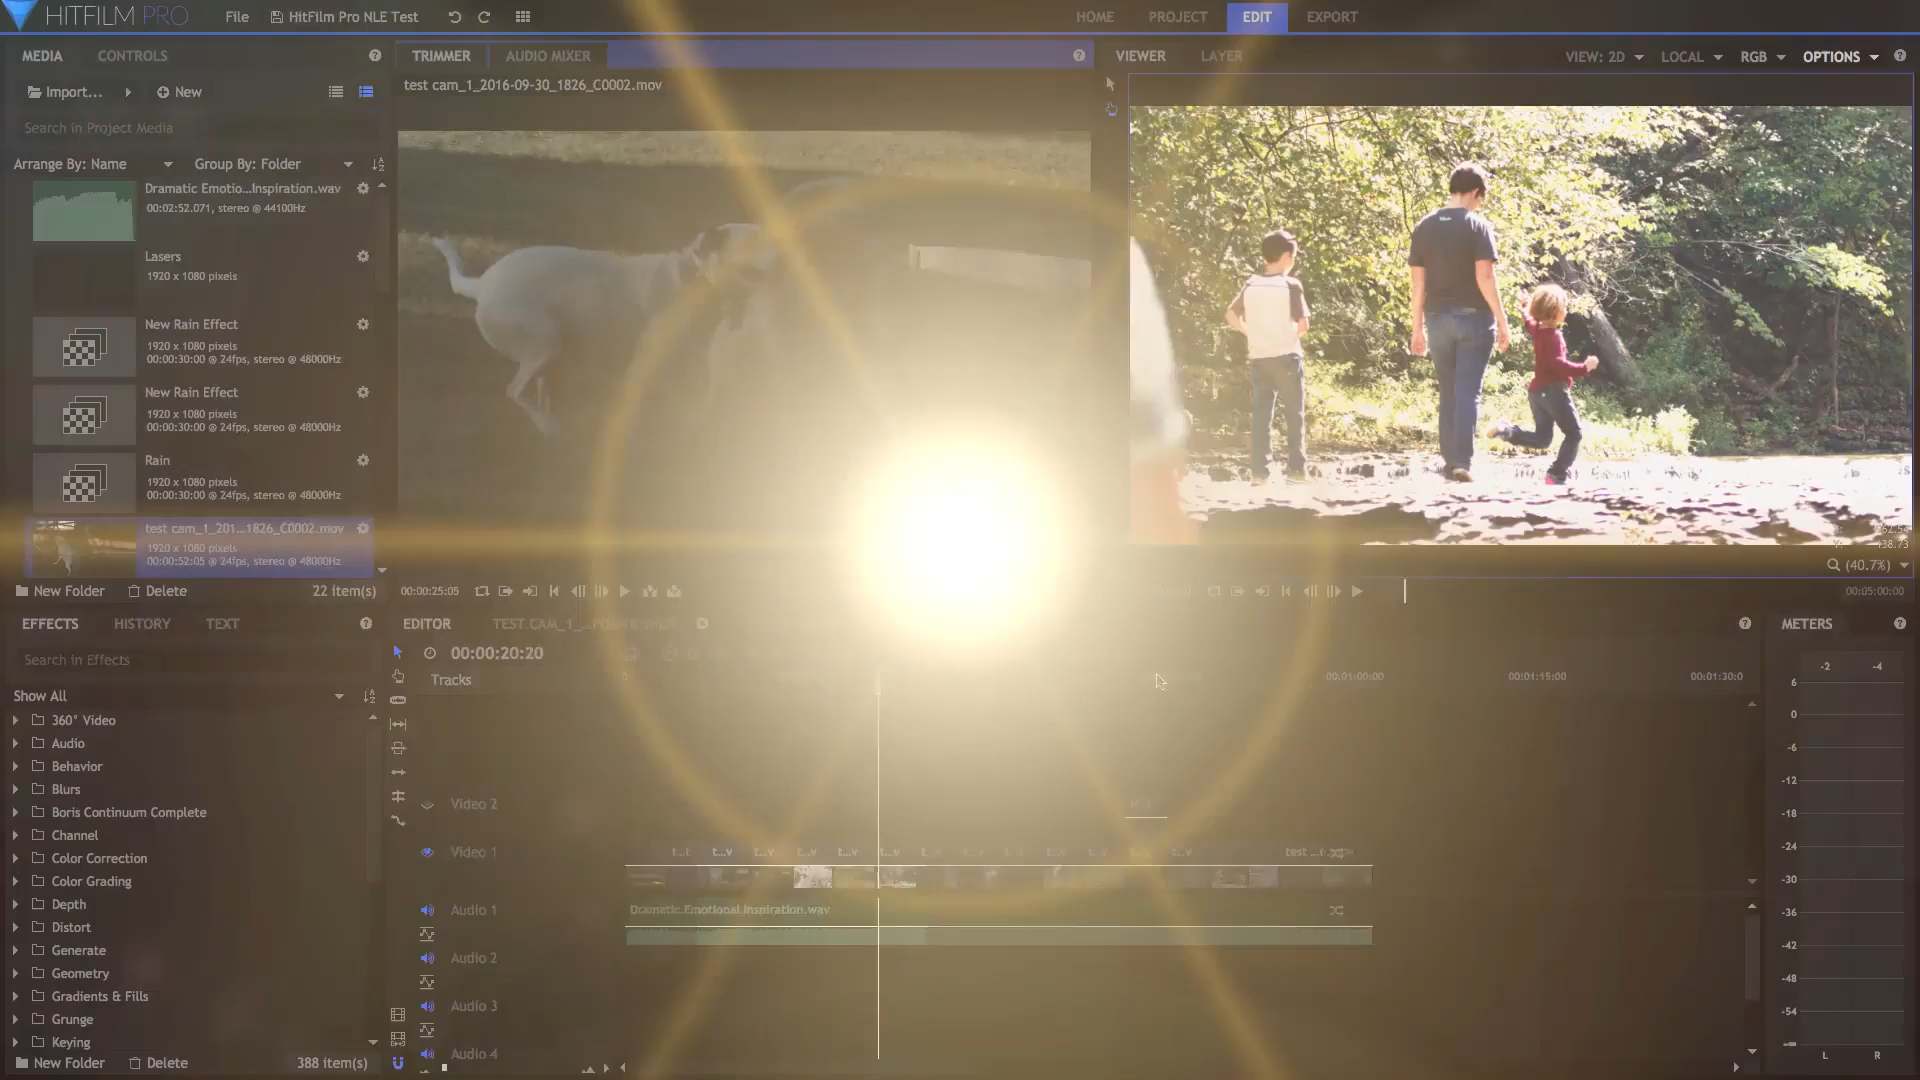 HITFILM PRO
File
HitFilm Pro NLE Test
HOME
PROJECT
EDIT
EXPORT
MEDIA
CONTROLS
TRIMMER
AUDIO MIXER
VIEWER
LAYER
VIEW: 2D
LOCAL
RGB
OPTIONS
Import...
New
test cam_1_2016-09-30_1826_C0002.mov
Search in Project Media
Arrange By: Name
Group By: Folder
Dramatic Emotio...Inspiration.wav
00:02:52.071, stereo @ 44100Hz
Lasers
1920 x 1080 pixels
New Rain Effect
1920 x 1080 pixels
00:00:30:00 @ 24fps, stereo @ 48000Hz
New Rain Effect
1920 x 1080 pixels
00:00:30:00 @ 24fps, stereo @ 48000Hz
Rain
1920 x 1080 pixels
00:00:30:00 @ 24fps, stereo @ 48000Hz
test cam_1_201...1826_C0002.mov
1920 x 1080 pixels
00:00:52:05 @ 24fps, stereo @ 48000Hz
New Folder
Delete
22 item(s)
00:00:25:05
(40.7%)
00:05:00:00
EFFECTS
HISTORY
TEXT
EDITOR
METERS
Search in Effects
00:00:20:20
Tracks
00:01:00:00
00:01:15:00
00:01:30:0
Show All
360° Video
Audio
Behavior
Blurs
Boris Continuum Complete
Channel
Color Correction
Color Grading
Depth
Distort
Generate
Geometry
Gradients & Fills
Grunge
Keying
New Folder
Delete
388 item(s)
Video 2
Video 1
t...t
t...v
t...v
t...v
t...v
t...v
Audio 1
Dramatic Emotional Inspiration.wav
Audio 2
Audio 3
Audio 4
-2
-4
6
0
-6
-12
-18
-24
-30
-36
-42
-48
-54
L
R